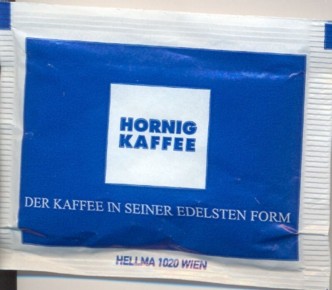 HORNIG
KAFFEE
DER KAFFEE IN SEINER EDELSTEN FORM
HELLMA 1020 WIEN